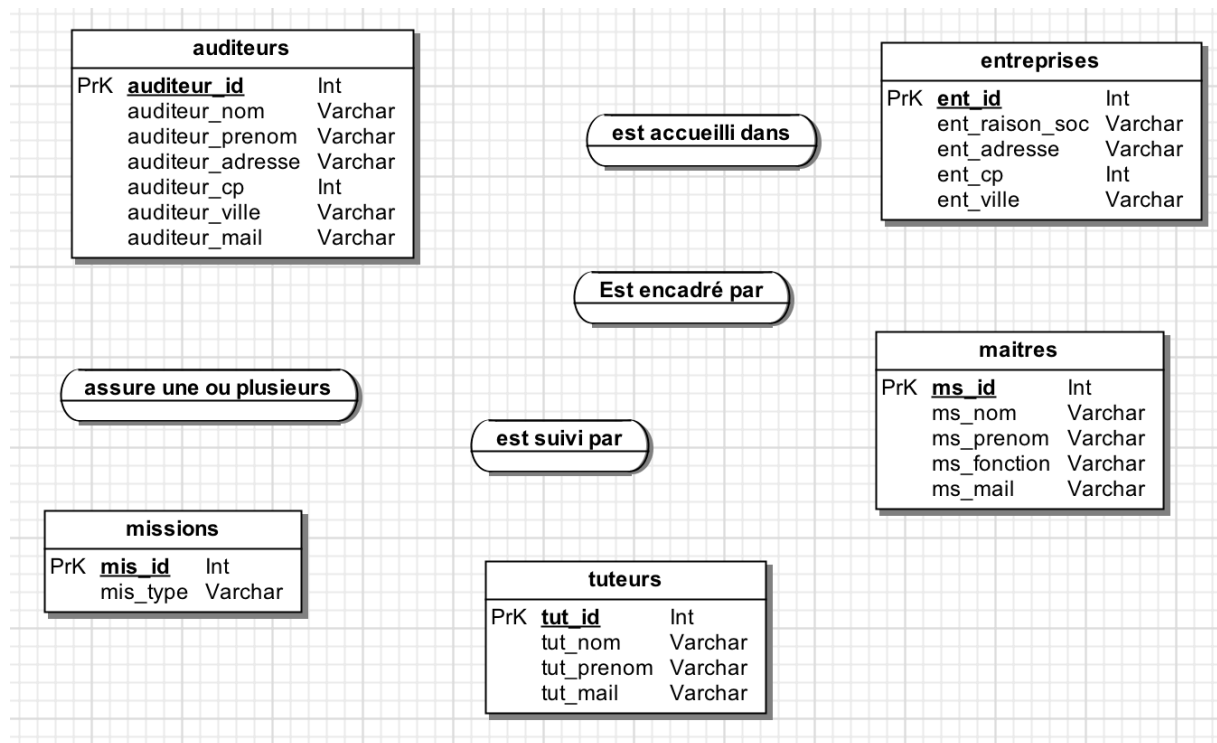 auditeurs
PrK auditeur_id Int
auditeur_nom Varchar
auditeur_prenom Varchar
auditeur_adresse Varchar
auditeur_cp Int
auditeur_ville Varchar
auditeur_mail Varchar
est accueilli dans
entreprises
PrK ent_id Int
ent_raison_soc Varchar
ent_adresse Varchar
ent_cp Int
ent_ville Varchar
Est encadré par
maitres
PrK ms_id Int
ms_nom Varchar
ms_prenom Varchar
ms_fonction Varchar
ms_mail Varchar
assure une ou plusieurs
est suivi par
missions
PrK mis_id Int
mis_type Varchar
tuteurs
PrK tut_id Int
tut_nom Varchar
tut_prenom Varchar
tut_mail Varchar